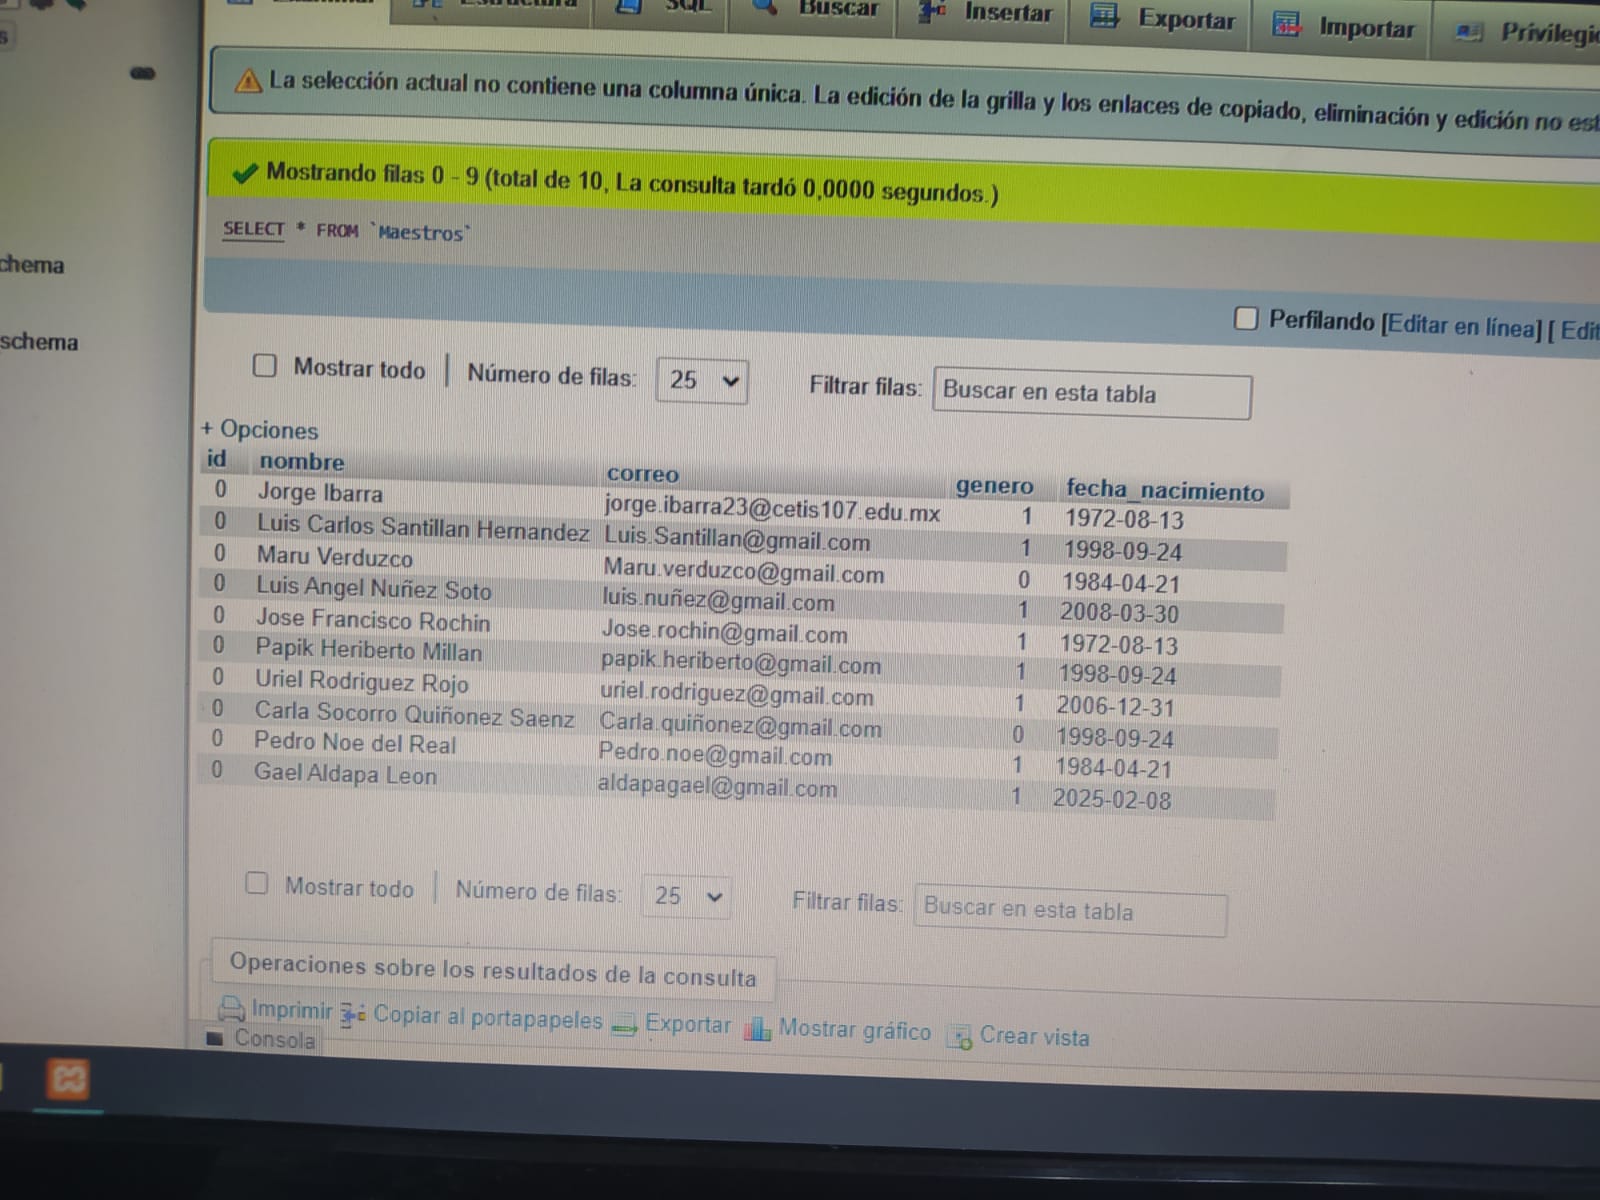 SQL
Buscar
Insertar
Exportar
Importar
La selección actual no contiene una columna única. La edición de la grilla y los enlaces de copiado, eliminación y edición no
Mostrando filas 0 - 9 (total de 10, La consulta tardó 0,0000 segundos.)
SELECT * FROM `Maestros`
chema
schema
Perfilando [Editar en línea] [
Mostrar todo | Número de filas: 25 Filtrar filas: Buscar en esta tabla
+ Opciones
id nombre correo genero fecha_nacimiento
0 Jorge Ibarra jorge.ibarra23@cetis107.edu.mx 1 1972-08-13
0 Luis Carlos Santillan Hernandez Luis.Santillan@gmail.com 1 1998-09-24
0 Maru Verduzco Maru.verduzco@gmail.com 0 1984-04-21
0 Luis Angel Nuñez Soto luis.nuñez@gmail.com 1 2008-03-30
0 Jose Francisco Rochin Jose.rochin@gmail.com 1 1972-08-13
0 Papik Heriberto Millan papik.heriberto@gmail.com 1 1998-09-24
0 Uriel Rodriguez Rojo uriel.rodriguez@gmail.com 1 2006-12-31
0 Carla Socorro Quiñonez Saenz Carla.quiñonez@gmail.com 0 1998-09-24
0 Pedro Noe del Real Pedro.noe@gmail.com 1 1984-04-21
0 Gael Aldapa Leon aldapagael@gmail.com 1 2025-02-08
Mostrar todo | Número de filas: 25 Filtrar filas: Buscar en esta tabla
Operaciones sobre los resultados de la consulta
Imprimir Copiar al portapapeles Exportar Mostrar gráfico Crear vista
Consola